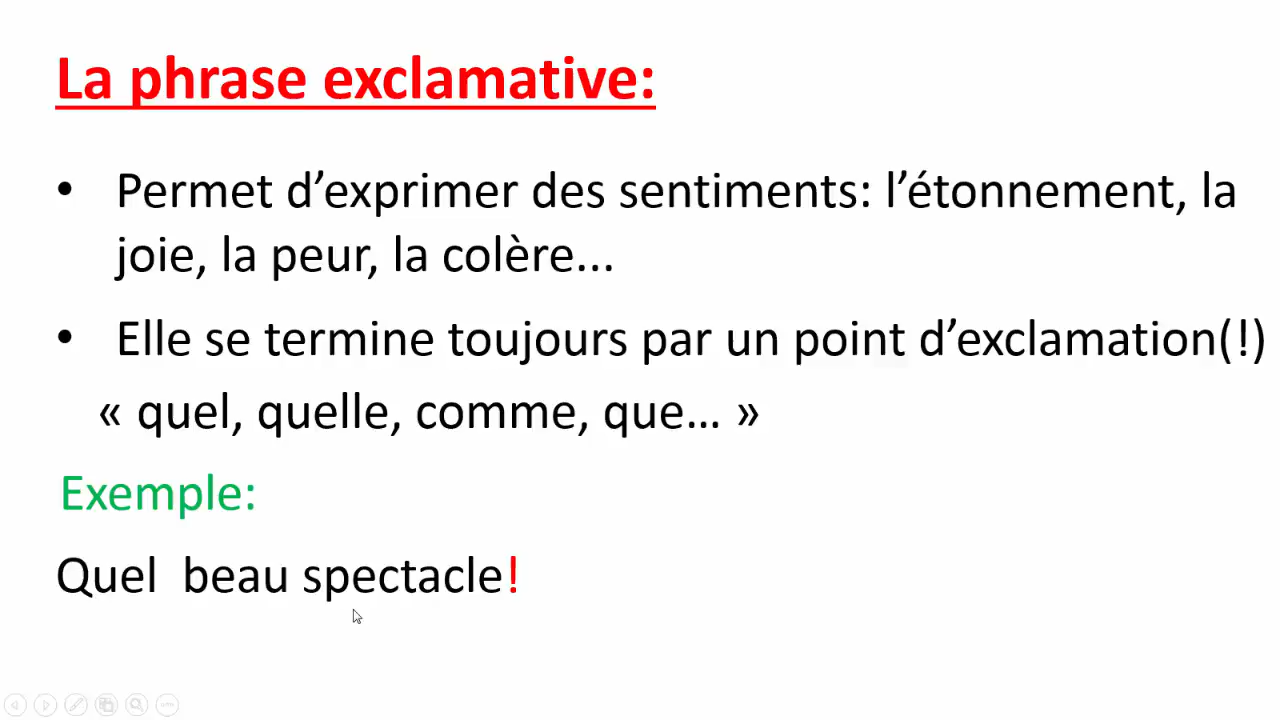 La phrase exclamative:
• Permet d’exprimer des sentiments: l’étonnement, la
joie, la peur, la colère...
• Elle se termine toujours par un point d’exclamation(!)
« quel, quelle, comme, que... »
Exemple:
Quel  beau spectacle!